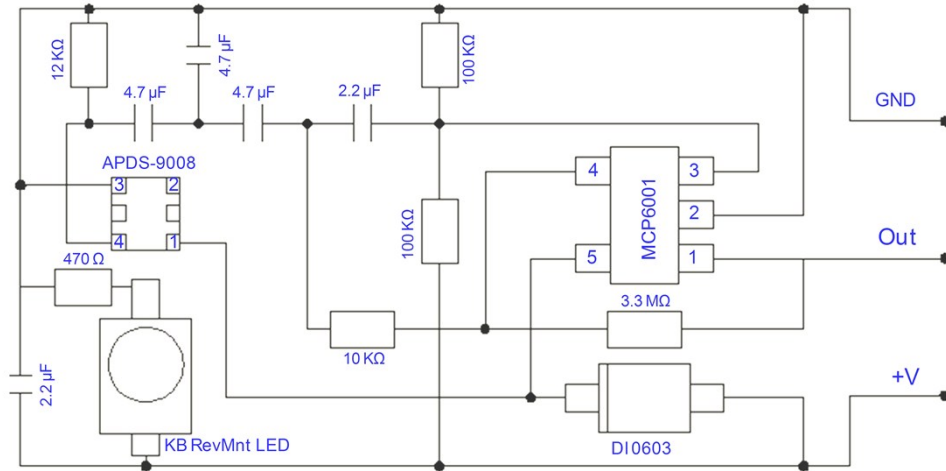 12 KΩ
4.7 µF
100 KΩ
4.7 µF
4.7 µF
2.2 µF
GND
APDS-9008
3
2
4
1
4
3
2
5
1
MCP6001
100 KΩ
Out
470 Ω
3.3 MΩ
10 KΩ
2.2 µF
+V
KB RevMnt LED
DI0603